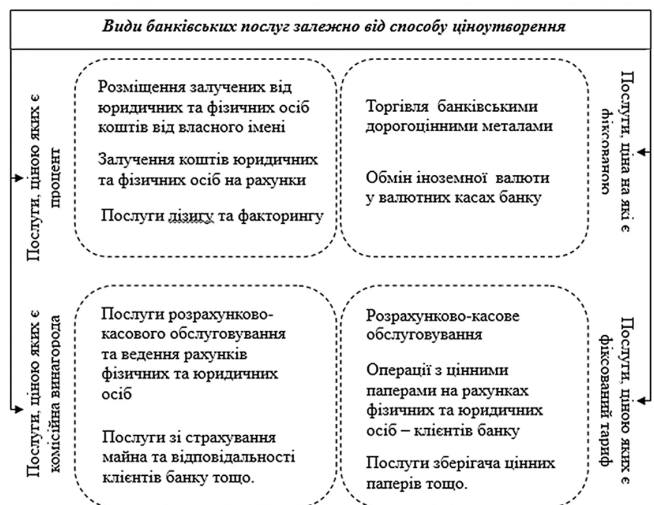 Види банківських послуг залежно від способу ціноутворення
Послуги, ціною яких є
процент
Розміщення залучених від
юридичних та фізичних осіб
коштів від власного імені
Залучення коштів юридичних
та фізичних осіб на рахунки
Послуги лізигу та факторингу
Торгівля банківськими
дорогоцінними металами
Обмін іноземної валюти
у валютних касах банку
Послуги, ціна на які є
фіксованою
Послуги, ціною яких є
комісійна винагорода
Послуги розрахунково-
касового обслуговування
та ведення рахунків
фізичних та юридичних
осіб
Послуги зі страхування
майна та відповідальності
клієнтів банку тощо.
Розрахунково-касове
обслуговування
Операції з цінними
паперами на рахунках
фізичних та юридичних
осіб – клієнтів банку
Послуги зберігача цінних
паперів тощо.
Послуги, ціною яких є
фіксований тариф